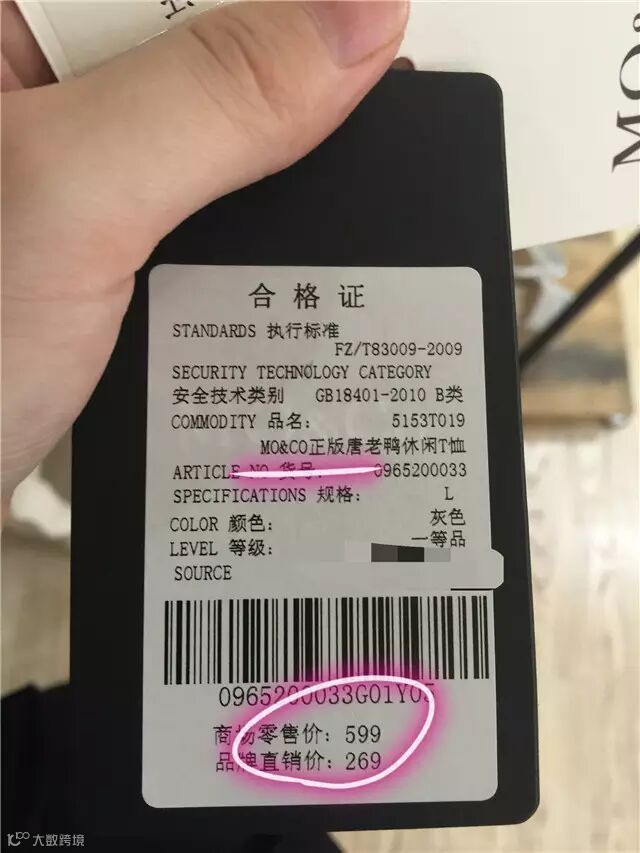 江
MO&
合格证
STANDARDS 执行标准
FZ/T83009-2009
SECURITY TECHNOLOGY CATEGORY
安全技术类别 GB18401-2010 B类
COMMODITY 品名: 5153T019
MO&CO正版唐老鸭休闲T恤
ARTICLE NO 货号: 0965200033
SPECIFICATIONS 规格: L
COLOR 颜色: 灰色
LEVEL 等级: 一等品
SOURCE
0965200033G01Y05
商场零售价: 599
品牌直销价: 269
大数跨境